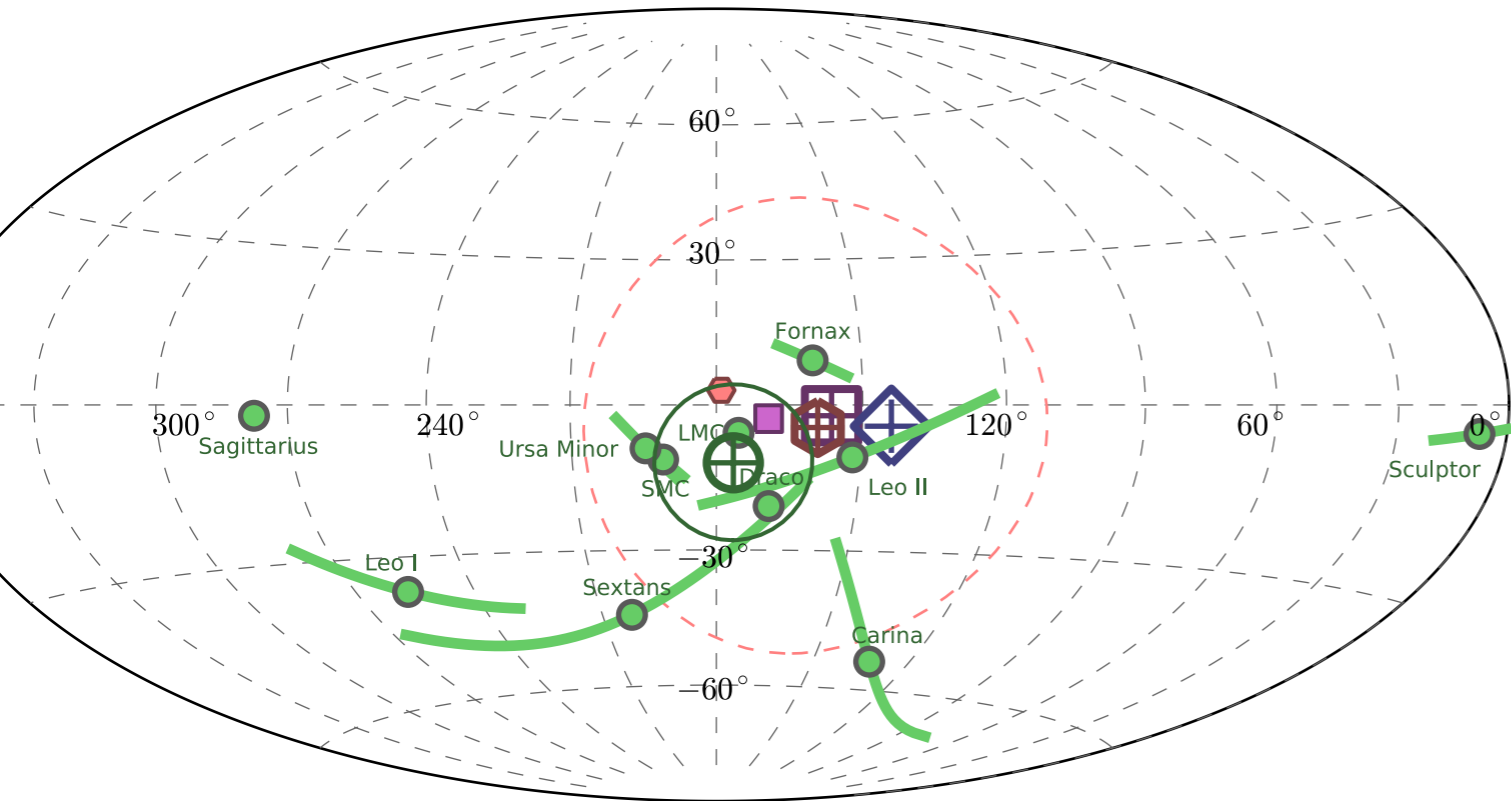 60°
30°
Fornax
300°
240°
120°
60°
0°
Sagittarius
Ursa Minor
LMC
Sculptor
SMC
Draco
Leo II
−30°
Leo I
Sextans
Carina
−60°